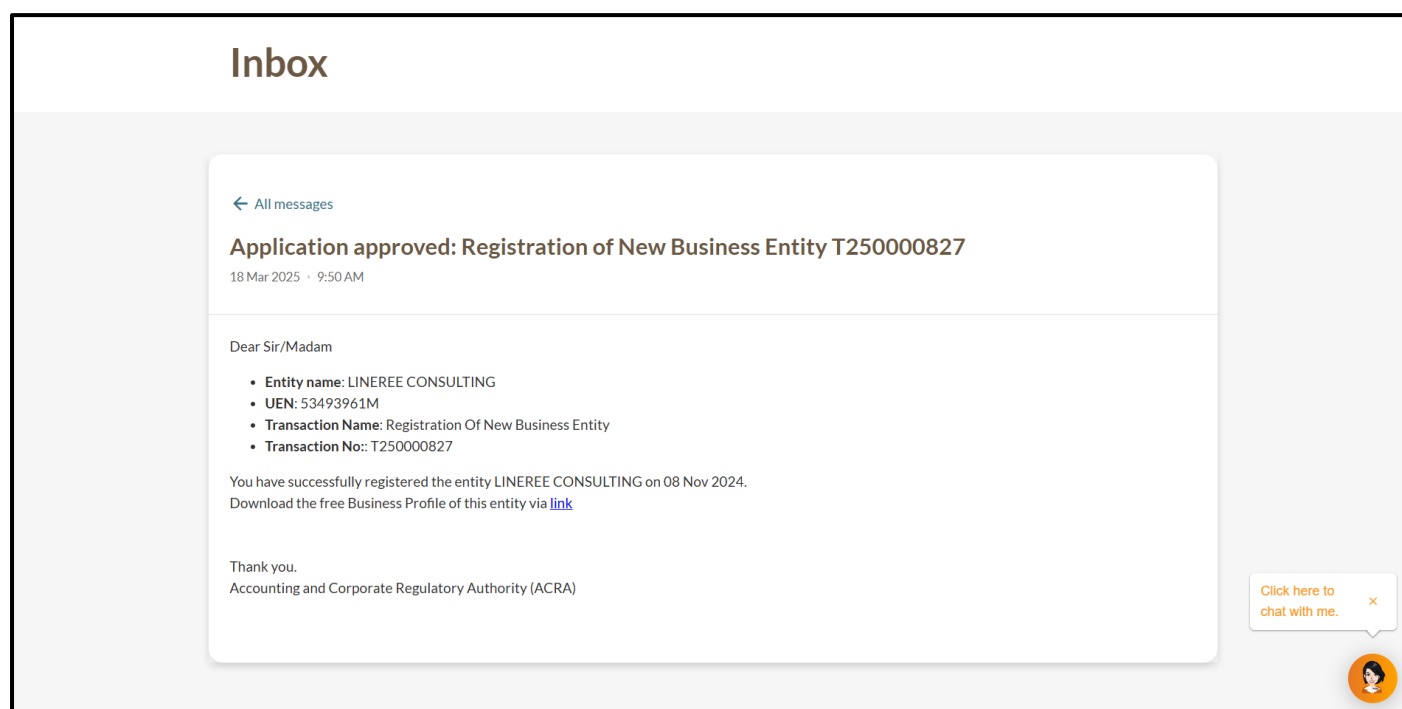 Inbox
← All messages
Application approved: Registration of New Business Entity T250000827
18 Mar 2025 · 9:50 AM
Dear Sir/Madam
• Entity name: LINEREE CONSULTING
• UEN: 53493961M
• Transaction Name: Registration Of New Business Entity
• Transaction No:: T250000827
You have successfully registered the entity LINEREE CONSULTING on 08 Nov 2024.
Download the free Business Profile of this entity via link
Thank you.
Accounting and Corporate Regulatory Authority (ACRA)
Click here to
chat with me.
×